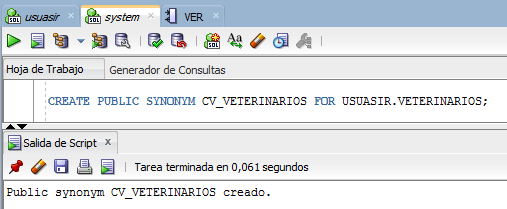 usuasir
system
VER
Hoja de Trabajo
Generador de Consultas
CREATE PUBLIC SYNONYM CV_VETERINARIOS FOR USUASIR.VETERINARIOS;
Salida de Script
Tarea terminada en 0,061 segundos
Public synonym CV_VETERINARIOS creado.